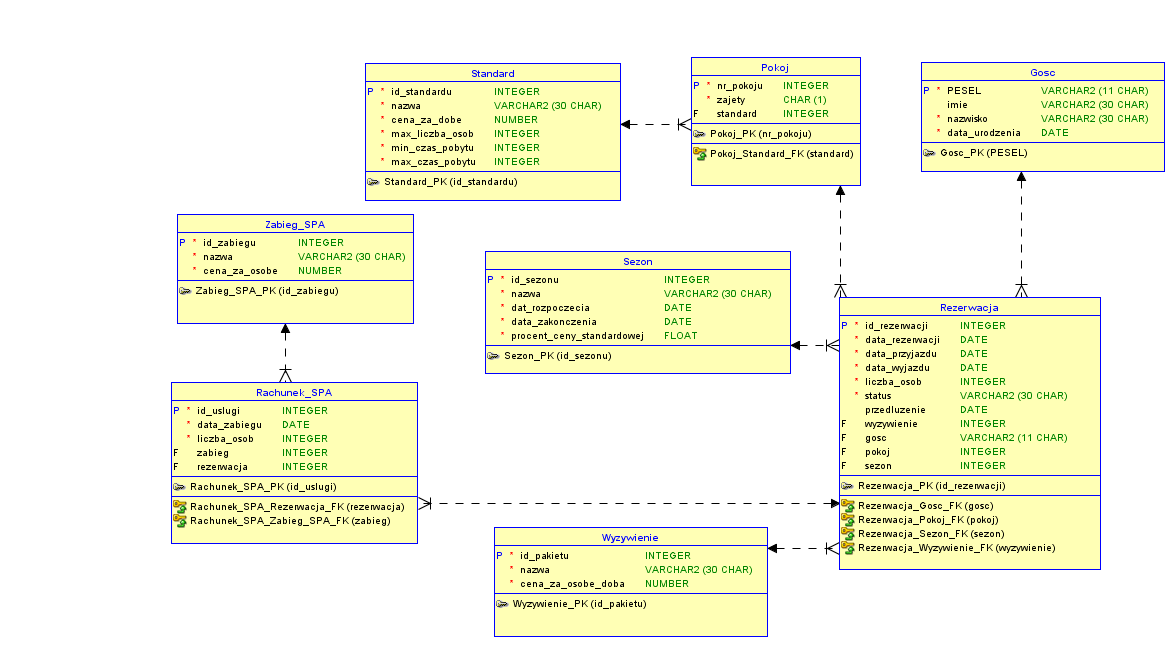 Standard
P * id_standardu INTEGER
* nazwa VARCHAR2 (30 CHAR)
* cena_za_dobe NUMBER
* max_liczba_osob INTEGER
* min_czas_pobytu INTEGER
* max_czas_pobytu INTEGER
Standard_PK (id_standardu)
Pokoj
P * nr_pokoju INTEGER
* zajety CHAR (1)
F standard INTEGER
Pokoj_PK (nr_pokoju)
Pokoj_Standard_FK (standard)
Gosc
P * PESEL VARCHAR2 (11 CHAR)
imie VARCHAR2 (30 CHAR)
* nazwisko VARCHAR2 (30 CHAR)
* data_urodzenia DATE
Gosc_PK (PESEL)
Zabieg_SPA
P * id_zabiegu INTEGER
* nazwa VARCHAR2 (30 CHAR)
* cena_za_osobe NUMBER
Zabieg_SPA_PK (id_zabiegu)
Sezon
P * id_sezonu INTEGER
* nazwa VARCHAR2 (30 CHAR)
* dat_rozpoczecia DATE
* data_zakonczenia DATE
* procent_ceny_standardowej FLOAT
Sezon_PK (id_sezonu)
Rezerwacja
P * id_rezerwacji INTEGER
* data_rezerwacji DATE
* data_przyjazdu DATE
* data_wyjazdu DATE
* liczba_osob INTEGER
* status VARCHAR2 (30 CHAR)
przedluzenie DATE
F wyzywienie INTEGER
F gosc VARCHAR2 (11 CHAR)
F pokoj INTEGER
F sezon INTEGER
Rezerwacja_PK (id_rezerwacji)
Rezerwacja_Gosc_FK (gosc)
Rezerwacja_Pokoj_FK (pokoj)
Rezerwacja_Sezon_FK (sezon)
Rezerwacja_Wyzywienie_FK (wyzywienie)
Rachunek_SPA
P * id_uslugi INTEGER
* data_zabiegu DATE
* liczba_osob INTEGER
F zabieg INTEGER
F rezerwacja INTEGER
Rachunek_SPA_PK (id_uslugi)
Rachunek_SPA_Rezerwacja_FK (rezerwacja)
Rachunek_SPA_Zabieg_SPA_FK (zabieg)
Wyzywienie
P * id_pakietu INTEGER
* nazwa VARCHAR2 (30 CHAR)
* cena_za_osobe_doba NUMBER
Wyzywienie_PK (id_pakietu)